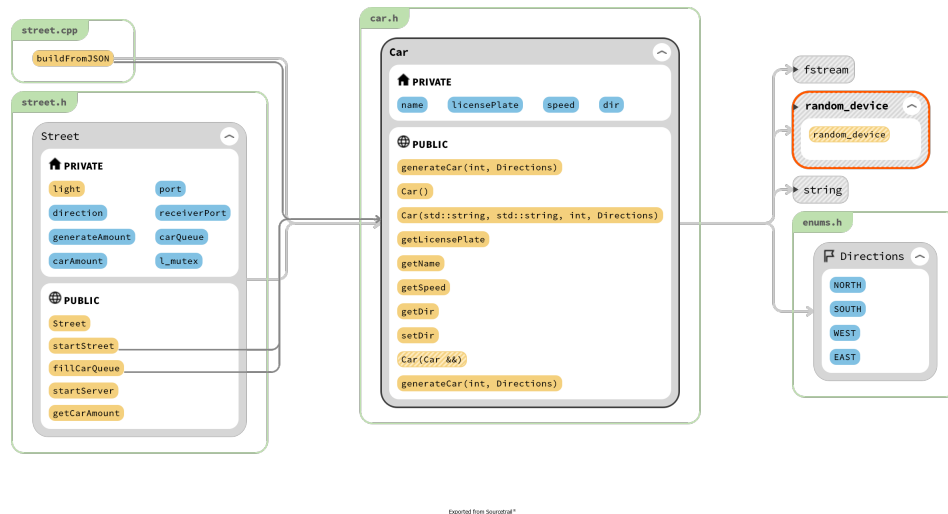 street.cpp
buildFromJSON
street.h
Street
PRIVATE
light
port
direction
receiverPort
generateAmount
carQueue
carAmount
l_mutex
PUBLIC
Street
startStreet
fillCarQueue
startServer
getCarAmount
car.h
Car
PRIVATE
name
licensePlate
speed
dir
PUBLIC
generateCar(int, Directions)
Car()
Car(std::string, std::string, int, Directions)
getLicensePlate
getName
getSpeed
getDir
setDir
Car(Car &&)
generateCar(int, Directions)
fstream
random_device
random_device
string
enums.h
Directions
NORTH
SOUTH
WEST
EAST
Exported from Sourcetrail®